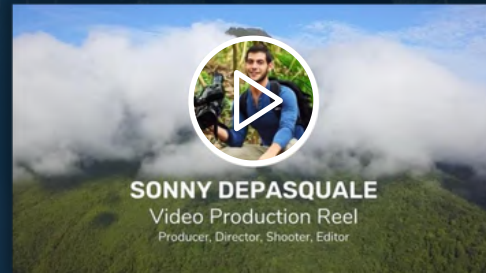 SONNY DEPASQUALE
Video Production Reel
Producer, Director, Shooter, Editor